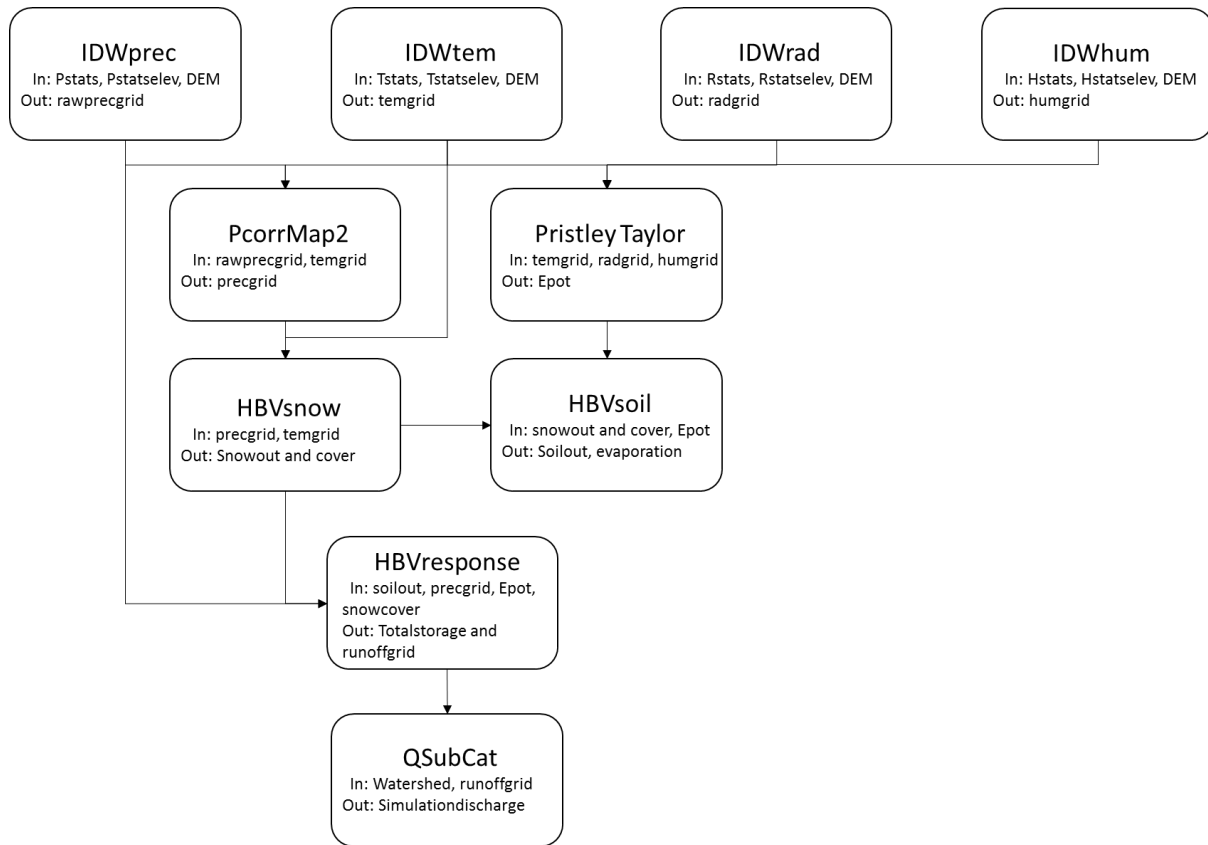 IDWprec
In: Pstats, Pstatselev, DEM
Out: rawprecgrid
IDWtem
In: Tstats, Tstatselev, DEM
Out: temgrid
IDWrad
In: Rstats, Rstatselev, DEM
Out: radgrid
IDWhum
In: Hstats, Hstatselev, DEM
Out: humgrid
PcorrMap2
In: rawprecgrid, temgrid
Out: precgrid
Pristley Taylor
In: temgrid, radgrid, humgrid
Out: Epot
HBVsnow
In: precgrid, temgrid
Out: Snowout and cover
HBVsoil
In: snowout and cover, Epot
Out: Soilout, evaporation
HBVresponse
In: soilout, precgrid, Epot,
snowcover
Out: Totalstorage and
runoffgrid
QSubCat
In: Watershed, runoffgrid
Out: Simulationdischarge